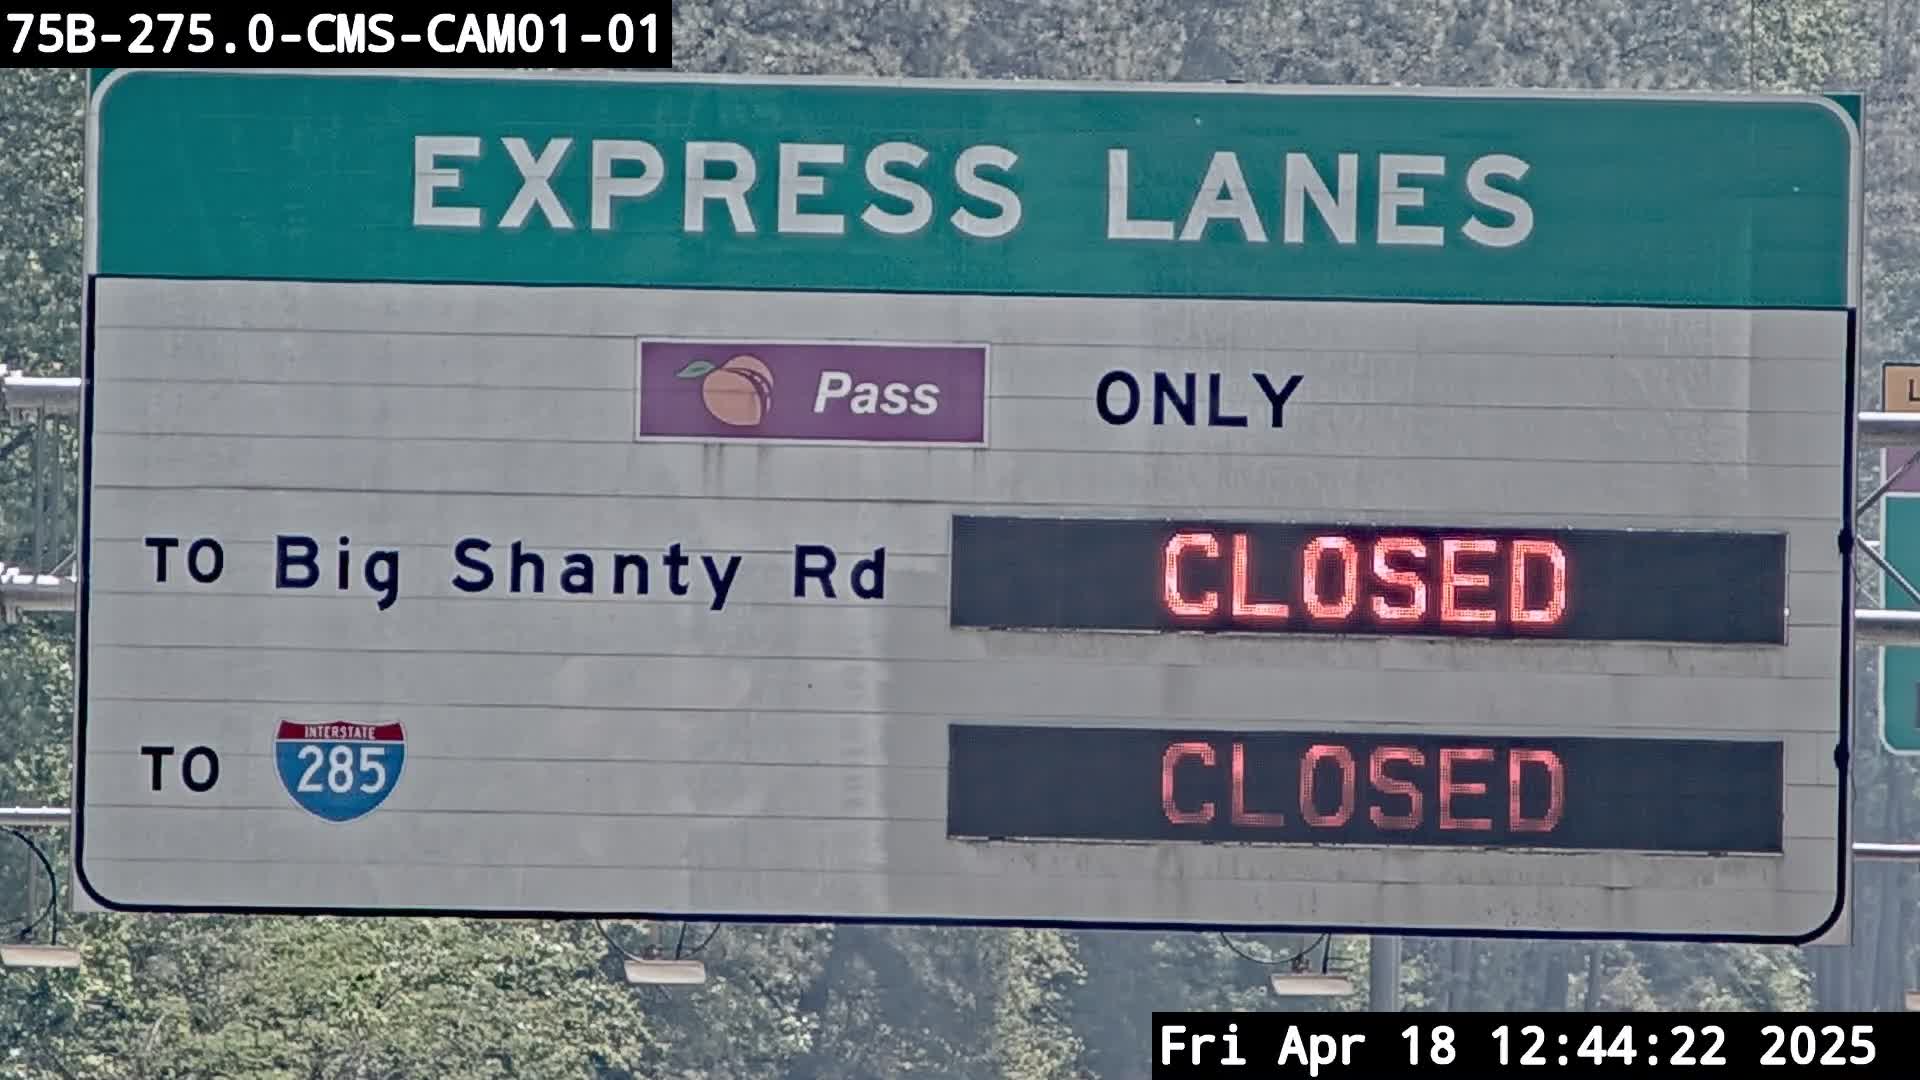 75B-275.0-CMS-CAM01-01
EXPRESS LANES
Pass ONLY
TO Big Shanty Rd CLOSED
TO INTERSTATE 285 CLOSED
Fri Apr 18 12:44:22 2025